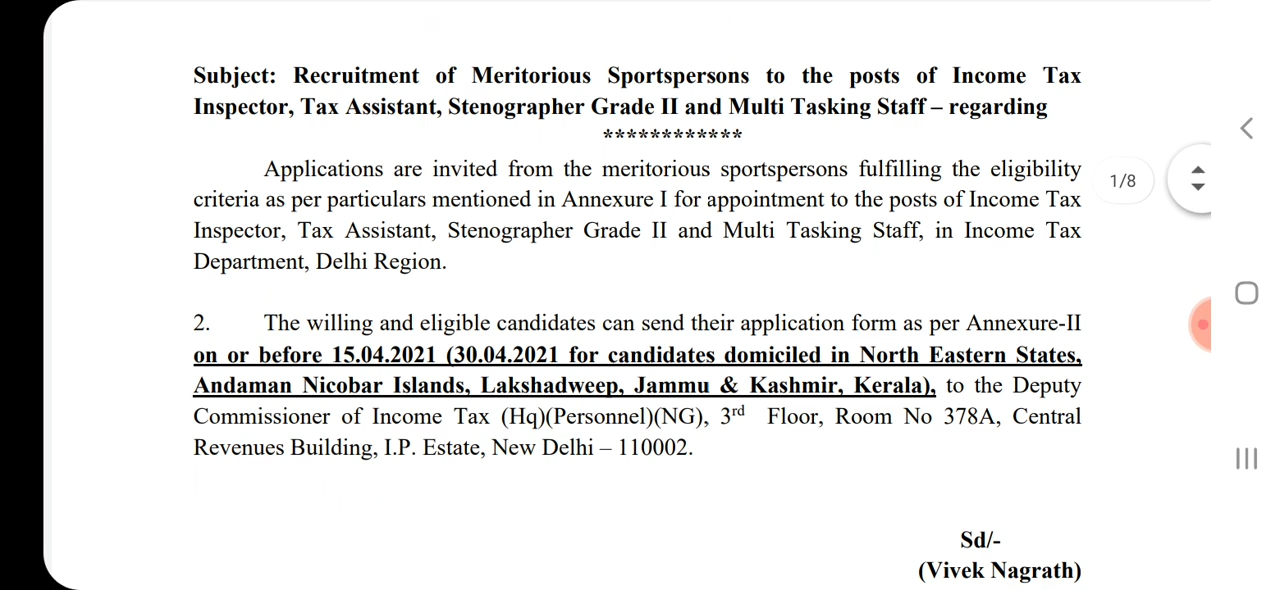 Subject: Recruitment of Meritorious Sportspersons to the posts of Income Tax
Inspector, Tax Assistant, Stenographer Grade II and Multi Tasking Staff – regarding
************
Applications are invited from the meritorious sportspersons fulfilling the eligibility
criteria as per particulars mentioned in Annexure I for appointment to the posts of Income Tax
Inspector, Tax Assistant, Stenographer Grade II and Multi Tasking Staff, in Income Tax
Department, Delhi Region.
1/8
2. The willing and eligible candidates can send their application form as per Annexure-II
on or before 15.04.2021 (30.04.2021 for candidates domiciled in North Eastern States,
Andaman Nicobar Islands, Lakshadweep, Jammu & Kashmir, Kerala), to the Deputy
Commissioner of Income Tax (Hq)(Personnel)(NG), 3rd Floor, Room No 378A, Central
Revenues Building, I.P. Estate, New Delhi – 110002.
Sd/-
(Vivek Nagrath)